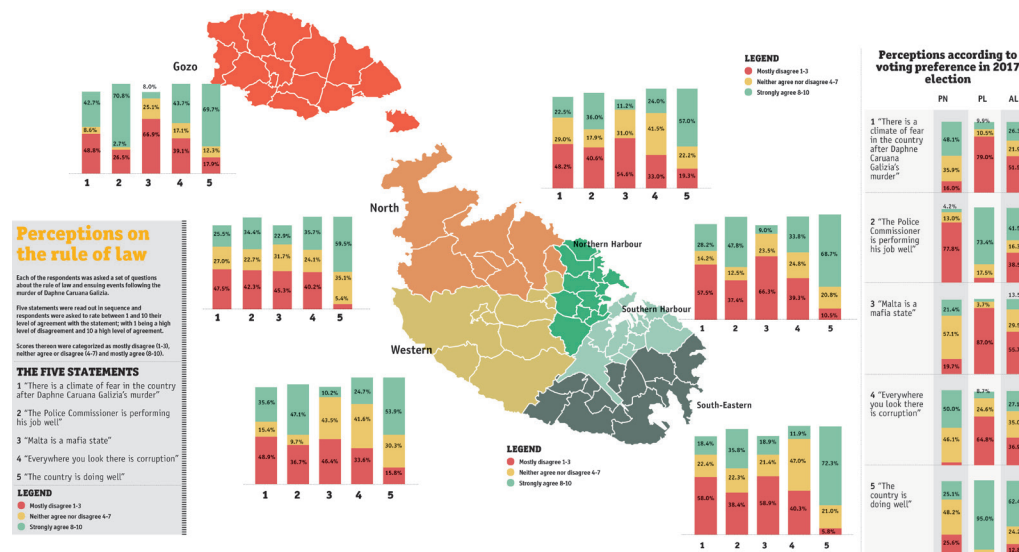 Gozo
42.7%
8.6%
48.8%
70.8%
2.7%
26.5%
8.0%
25.1%
66.9%
43.7%
17.1%
39.1%
69.7%
12.3%
17.9%
1 2 3 4 5
LEGEND
Mostly disagree 1-3
Neither agree nor disagree 4-7
Strongly agree 8-10
22.5%
29.0%
48.2%
36.0%
17.9%
40.6%
11.2%
31.0%
54.6%
24.0%
41.5%
33.0%
57.0%
22.2%
19.3%
1 2 3 4 5
North
Northern Harbour
Southern Harbour
Western
South-Eastern
25.5%
27.0%
47.5%
34.4%
22.7%
42.3%
22.9%
31.7%
45.3%
35.7%
24.1%
40.2%
59.5%
35.1%
5.4%
1 2 3 4 5
28.2%
14.2%
57.5%
47.8%
37.4%
9.0%
23.5%
66.3%
33.8%
24.8%
39.3%
68.7%
20.8%
10.5%
1 2 3 4 5
35.6%
15.4%
48.9%
47.1%
9.7%
36.7%
10.2%
43.5%
46.4%
24.7%
41.6%
33.6%
53.9%
30.3%
15.8%
1 2 3 4 5
LEGEND
Mostly disagree 1-3
Neither agree nor disagree 4-7
Strongly agree 8-10
18.4%
22.4%
58.0%
35.8%
22.3%
38.4%
18.9%
21.4%
58.9%
11.9%
47.0%
40.3%
72.3%
21.0%
5.8%
1 2 3 4 5
Perceptions on
the rule of law
Each of the respondents was asked a set of questions
about the rule of law and ensuing events following the
murder of Daphne Caruana Galizia.
Five statements were read out in sequence and
respondents were asked to rate between 1 and 10 their
level of agreement with the statement; with 1 being a high
level of disagreement and 10 a high level of agreement.
Scores thereon were categorized as mostly disagree (1-3),
neither agree or disagree (4-7) and mostly agree (8-10).
THE FIVE STATEMENTS
1 "There is a climate of fear in the country
after Daphne Caruana Galizia's murder"
2 "The Police Commissioner is performing
his job well"
3 "Malta is a mafia state"
4 "Everywhere you look there is corruption"
5 "The country is doing well"
LEGEND
Mostly disagree 1-3
Neither agree nor disagree 4-7
Strongly agree 8-10
Perceptions according to
voting preference in 2017
election
PN PL AL
1 "There is a
climate of fear
in the country
after Daphne
Caruana
Galizia's
murder"
48.1%
35.9%
16.0%
9.9%
10.5%
79.0%
2 "The Police
Commissioner
is performing
his job well"
4.2%
13.0%
77.8%
73.4%
17.5%
3 "Malta is a
mafia state"
21.4%
57.1%
19.7%
3.7%
87.0%
4 "Everywhere
you look there
is corruption"
50.0%
46.1%
8.7%
24.6%
64.8%
5 "The
country is
doing well"
25.1%
48.2%
25.6%
95.0%